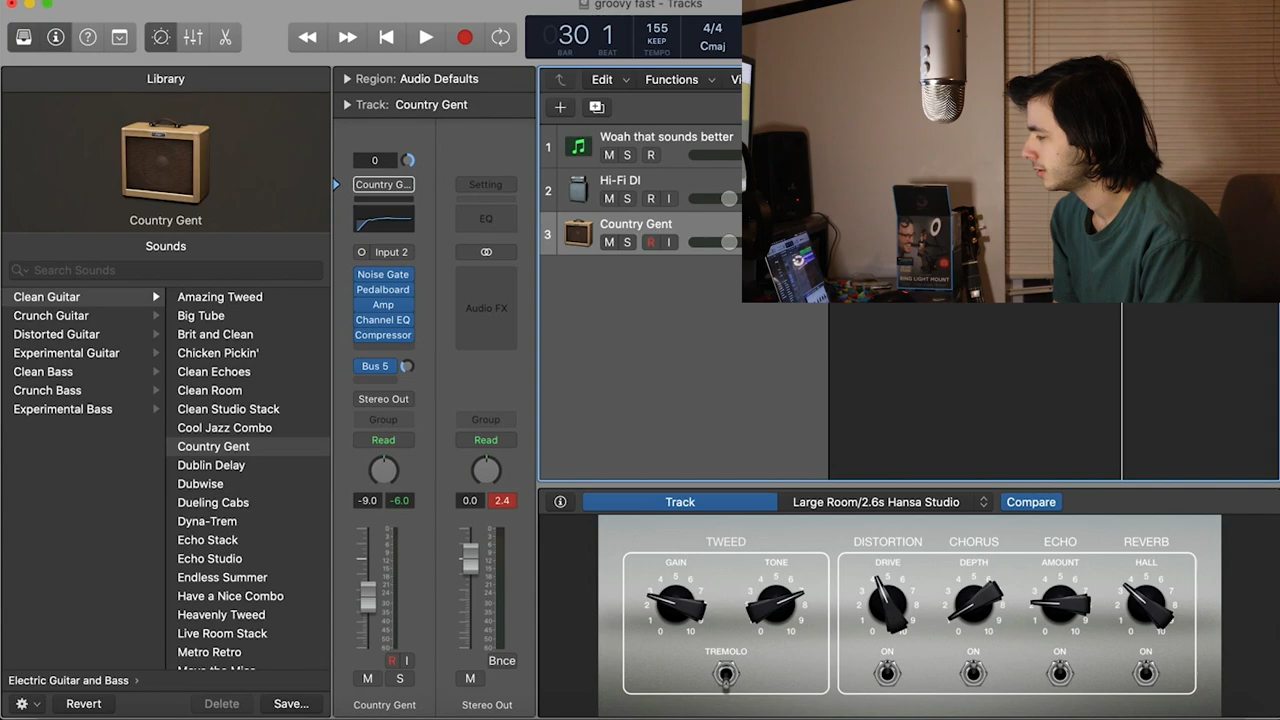 groovy fast - Tracks
30 1
BAR BEAT
155
KEEP
TEMPO
4/4
Cmaj
Library
Country Gent
Sounds
Search Sounds
Clean Guitar
Crunch Guitar
Distorted Guitar
Experimental Guitar
Clean Bass
Crunch Bass
Experimental Bass
Amazing Tweed
Big Tube
Brit and Clean
Chicken Pickin'
Clean Echoes
Clean Room
Clean Studio Stack
Cool Jazz Combo
Country Gent
Dublin Delay
Dubwise
Dueling Cabs
Dyna-Trem
Echo Stack
Echo Studio
Endless Summer
Have a Nice Combo
Heavenly Tweed
Live Room Stack
Metro Retro
Electric Guitar and Bass
Revert
Delete
Save...
Region: Audio Defaults
Track: Country Gent
0
Country G...
Input 2
Noise Gate
Pedalboard
Amp
Channel EQ
Compressor
Bus 5
Stereo Out
Group
Read
-9.0 -6.0
R I
M S
Country Gent
Setting
EQ
Audio FX
Group
Read
0.0 2.4
Bnce
M
Stereo Out
Edit
Functions
Vi
1
Woah that sounds better
M S R
2
Hi-Fi DI
M S R I
3
Country Gent
M S R I
RING LIGHT MOUNT
Track
Large Room/2.6s Hansa Studio
Compare
TWEED
GAIN
TONE
TREMOLO
DISTORTION
DRIVE
ON
CHORUS
DEPTH
ON
ECHO
AMOUNT
ON
REVERB
HALL
ON